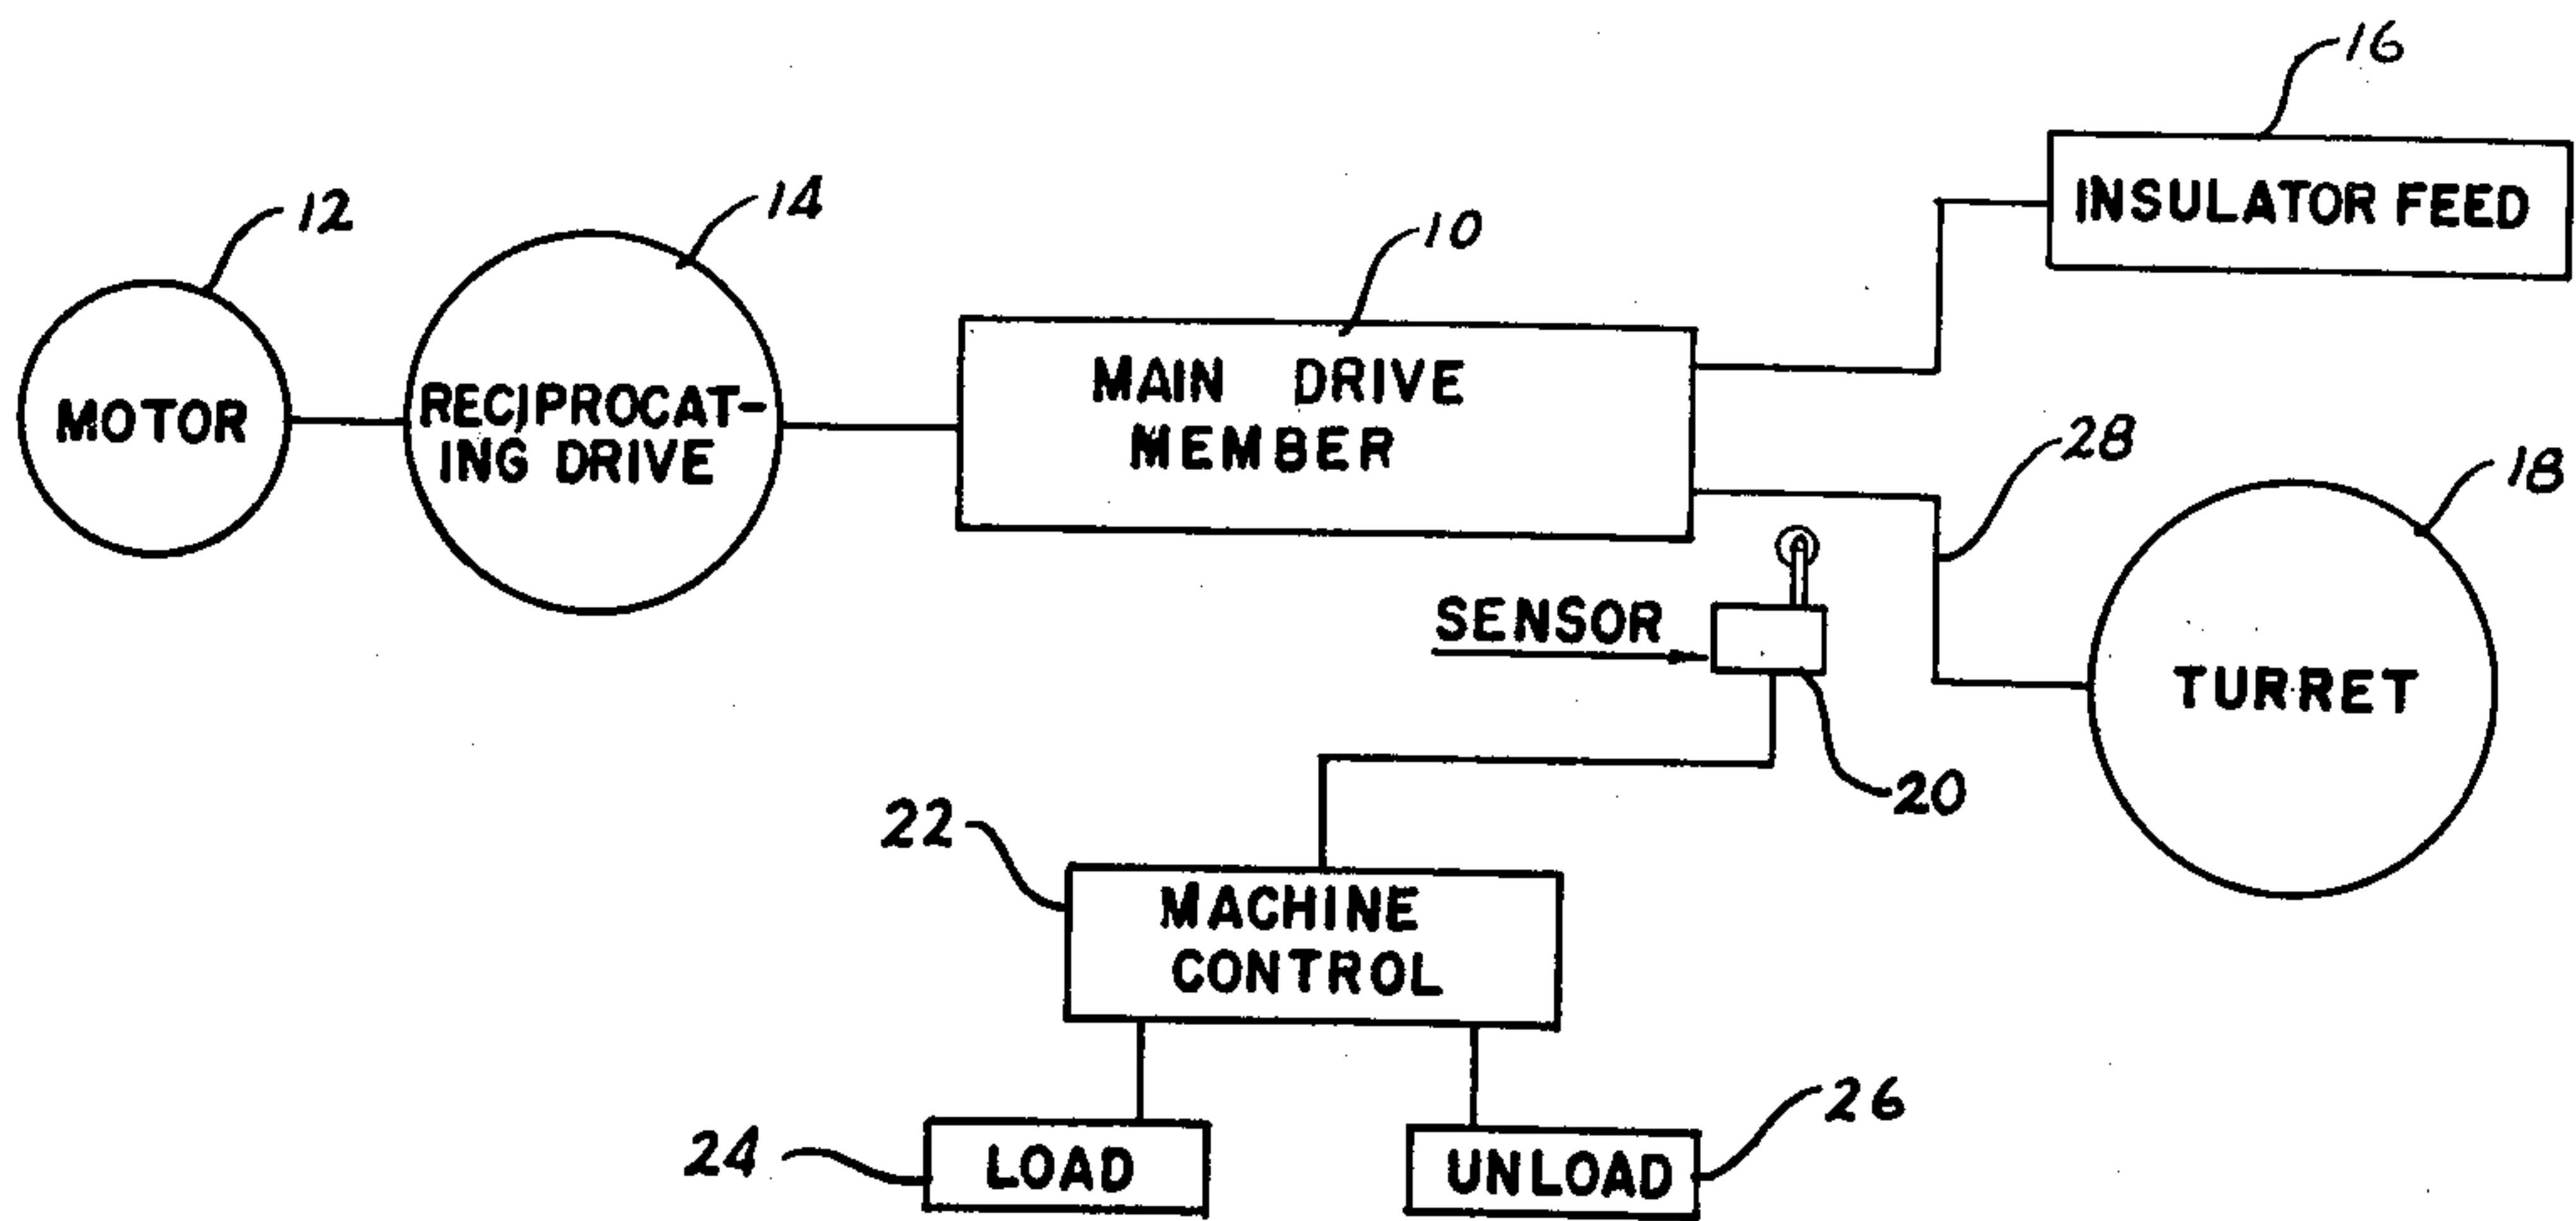 16
INSULATOR FEED
12
14
10
MOTOR
RECIPROCAT-
ING DRIVE
MAIN DRIVE
MEMBER
28
18
SENSOR
TURRET
20
22
MACHINE
CONTROL
24
LOAD
UNLOAD
26